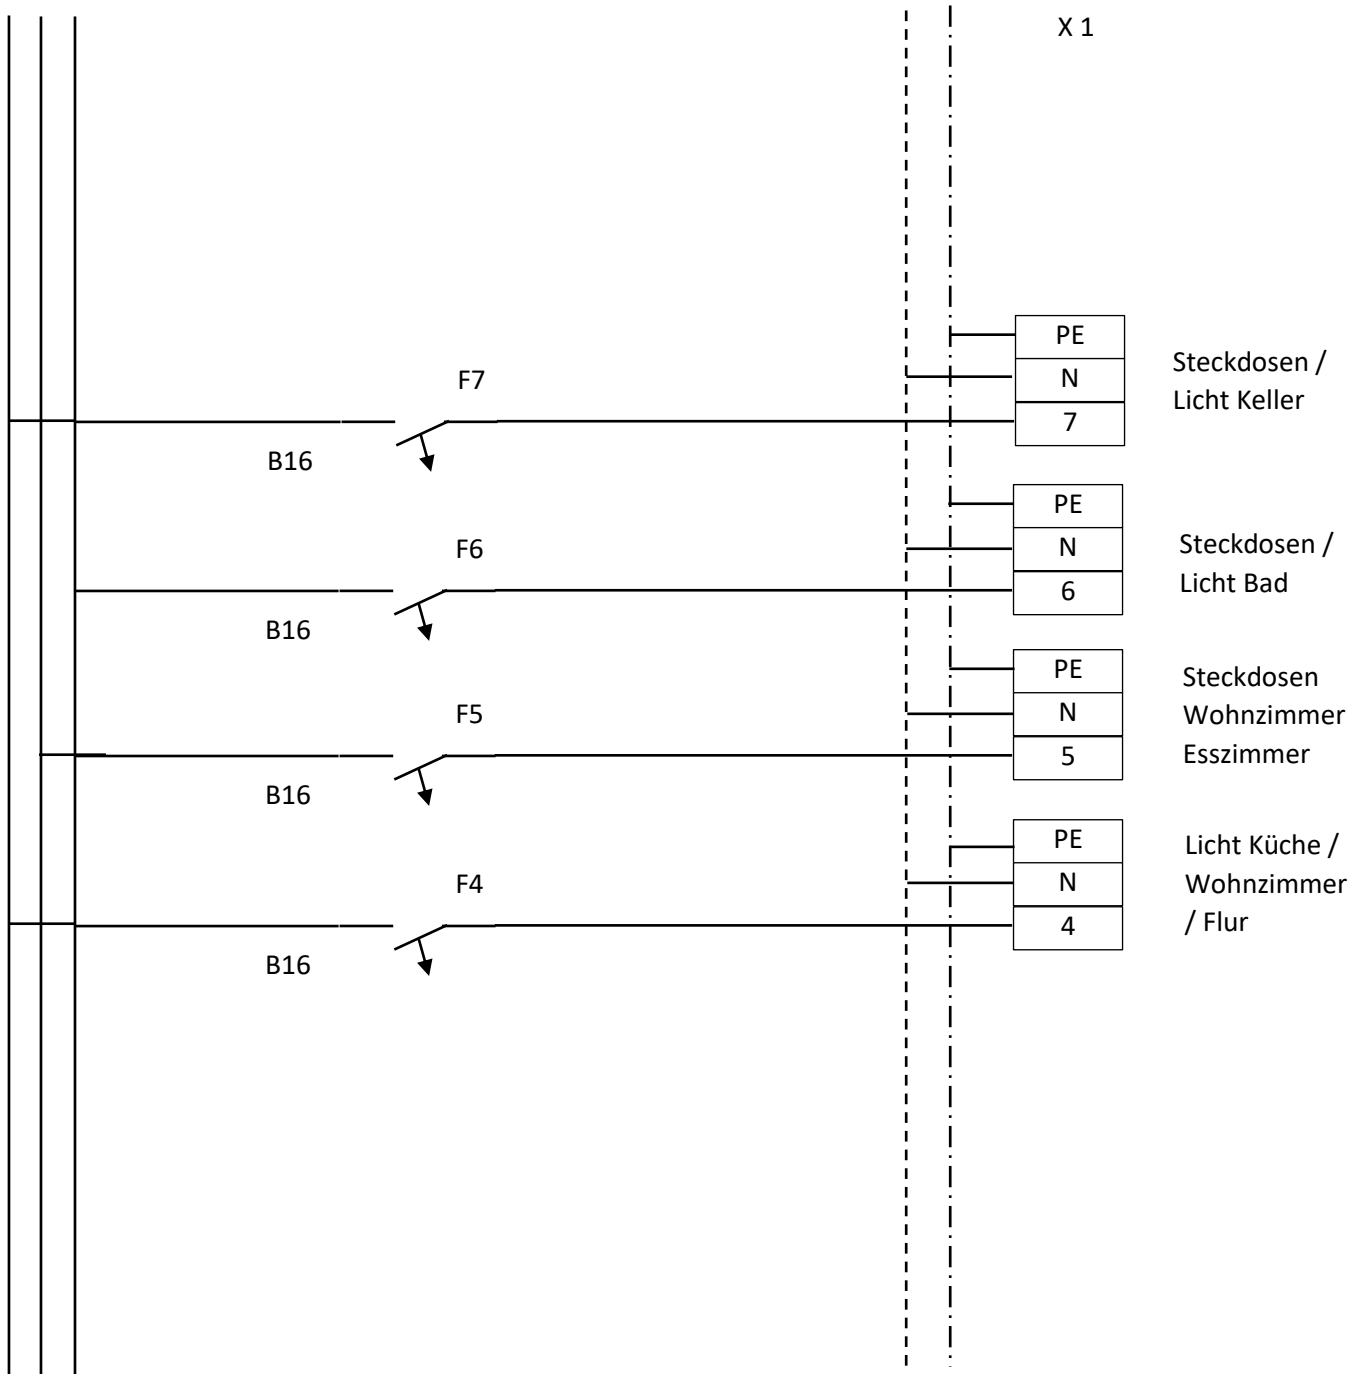 X 1
PE
N
7
Steckdosen /
Licht Keller
F7
B16
PE
N
6
Steckdosen /
Licht Bad
F6
B16
PE
N
5
Steckdosen
Wohnzimmer
Esszimmer
F5
B16
PE
N
4
Licht Küche /
Wohnzimmer
/ Flur
F4
B16